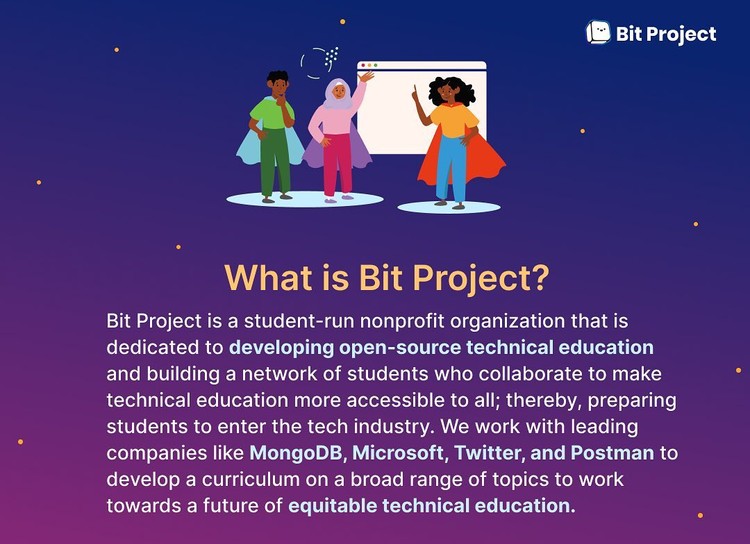 Bit Project
What is Bit Project?
Bit Project is a student-run nonprofit organization that is
dedicated to developing open-source technical education
and building a network of students who collaborate to make
technical education more accessible to all; thereby, preparing
students to enter the tech industry. We work with leading
companies like MongoDB, Microsoft, Twitter, and Postman to
develop a curriculum on a broad range of topics to work
towards a future of equitable technical education.